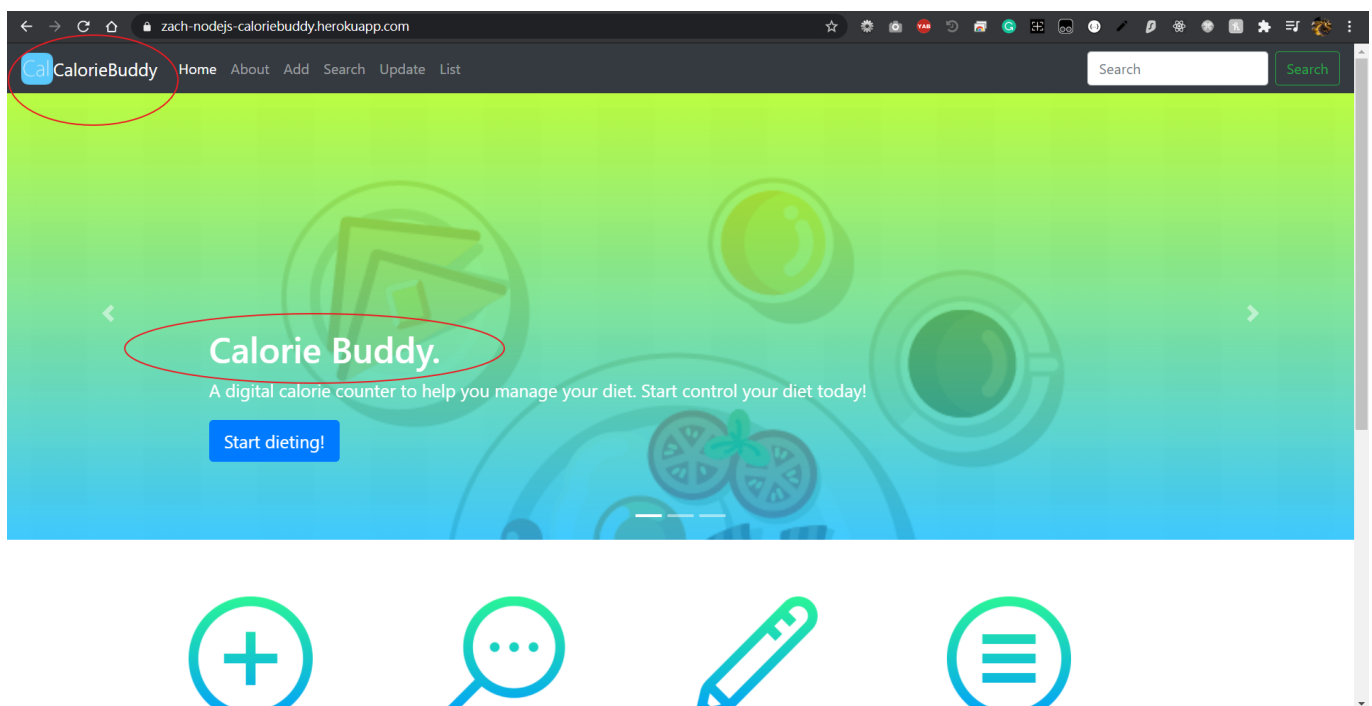 zach-nodejs-caloriebuddy.herokuapp.com
Cal CalorieBuddy Home About Add Search Update List Search Search
Calorie Buddy.
A digital calorie counter to help you manage your diet. Start control your diet today!
Start dieting!